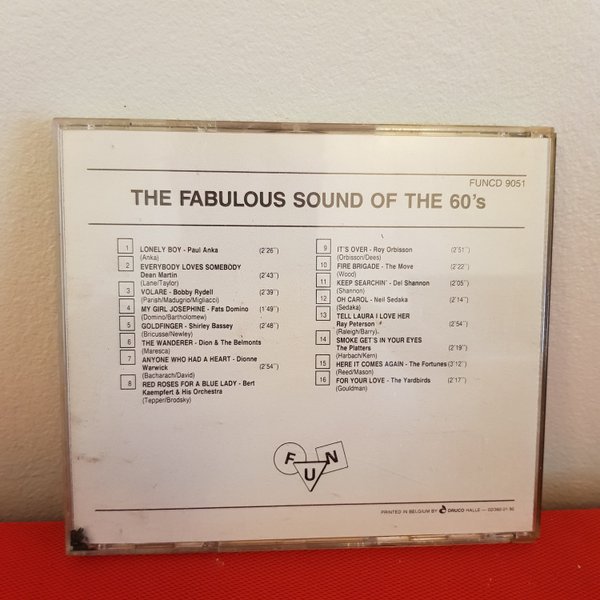 FUNCD 9051
THE FABULOUS SOUND OF THE 60's
1 LONELY BOY - Paul Anka (2'26")
(Anka)
2 EVERYBODY LOVES SOMEBODY
Dean Martin (2'43")
(Lane/Taylor)
3 VOLARE - Bobby Rydell (2'39")
(Parish/Madugrio/Migliacci)
4 MY GIRL JOSEPHINE - Fats Domino (1'49")
(Domino/Bartholomew)
5 GOLDFINGER - Shirley Bassey (2'48")
(Bricusse/Newley)
6 THE WANDERER - Dion & The Belmonts
(Maresca)
7 ANYONE WHO HAD A HEART - Dionne
Warwick (2'54")
(Bacharach/David)
8 RED ROSES FOR A BLUE LADY - Bert
Kaempfert & His Orchestra
(Tepper/Brodsky)
9 IT'S OVER - Roy Orbisson (2'51")
(Orbisson/Dees)
10 FIRE BRIGADE - The Move (2'22")
(Wood)
11 KEEP SEARCHIN' - Del Shannon (2'05")
(Shannon)
12 OH CAROL - Neil Sedaka (2'14")
(Sedaka)
13 TELL LAURA I LOVE HER
Ray Peterson (2'54")
(Raleigh/Barry)
14 SMOKE GET'S IN YOUR EYES
The Platters (2'19")
(Harbach/Kern)
15 HERE IT COMES AGAIN - The Fortunes (3'12")
(Reed/Mason)
16 FOR YOUR LOVE - The Yardbirds (2'17")
(Gouldman)
FUN
PRINTED IN BELGIUM BY DRUCO HALLE